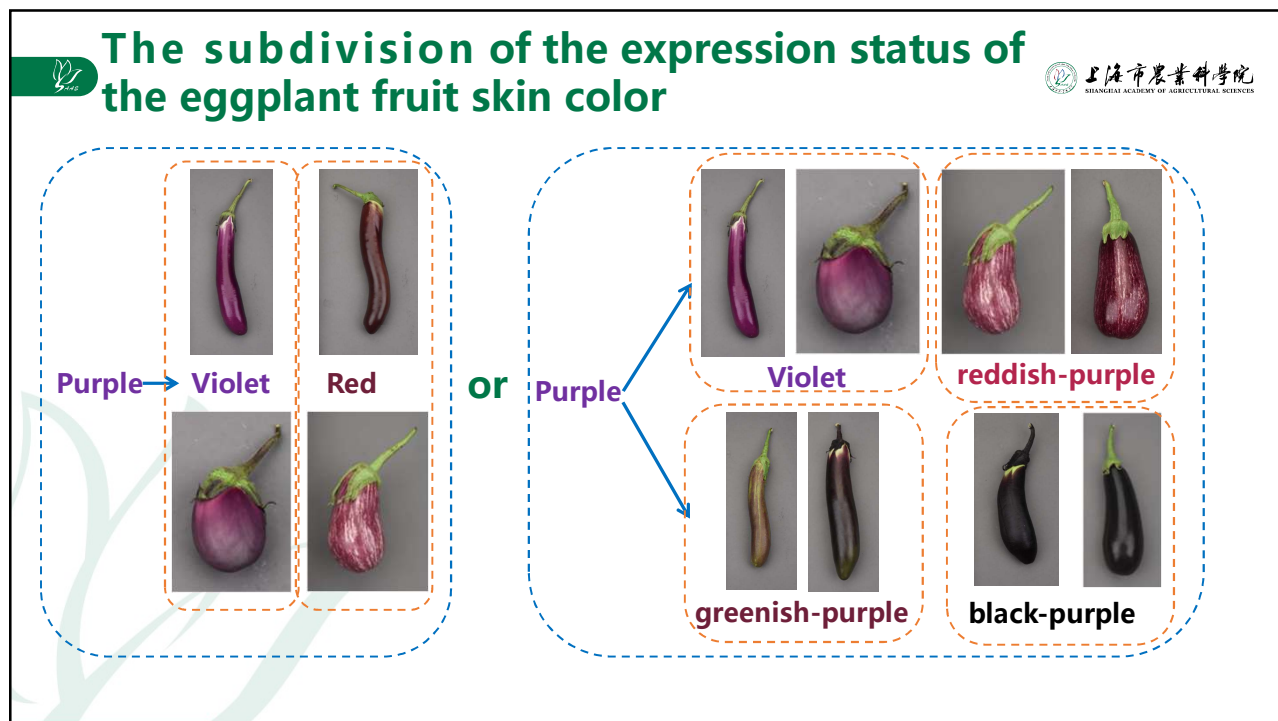 The subdivision of the expression status of
the eggplant fruit skin color
SAAS
上海市农业科学院
SHANGHAI ACADEMY OF AGRICULTURAL SCIENCES
Purple
Violet
Red
or
Purple
Violet
reddish-purple
greenish-purple
black-purple